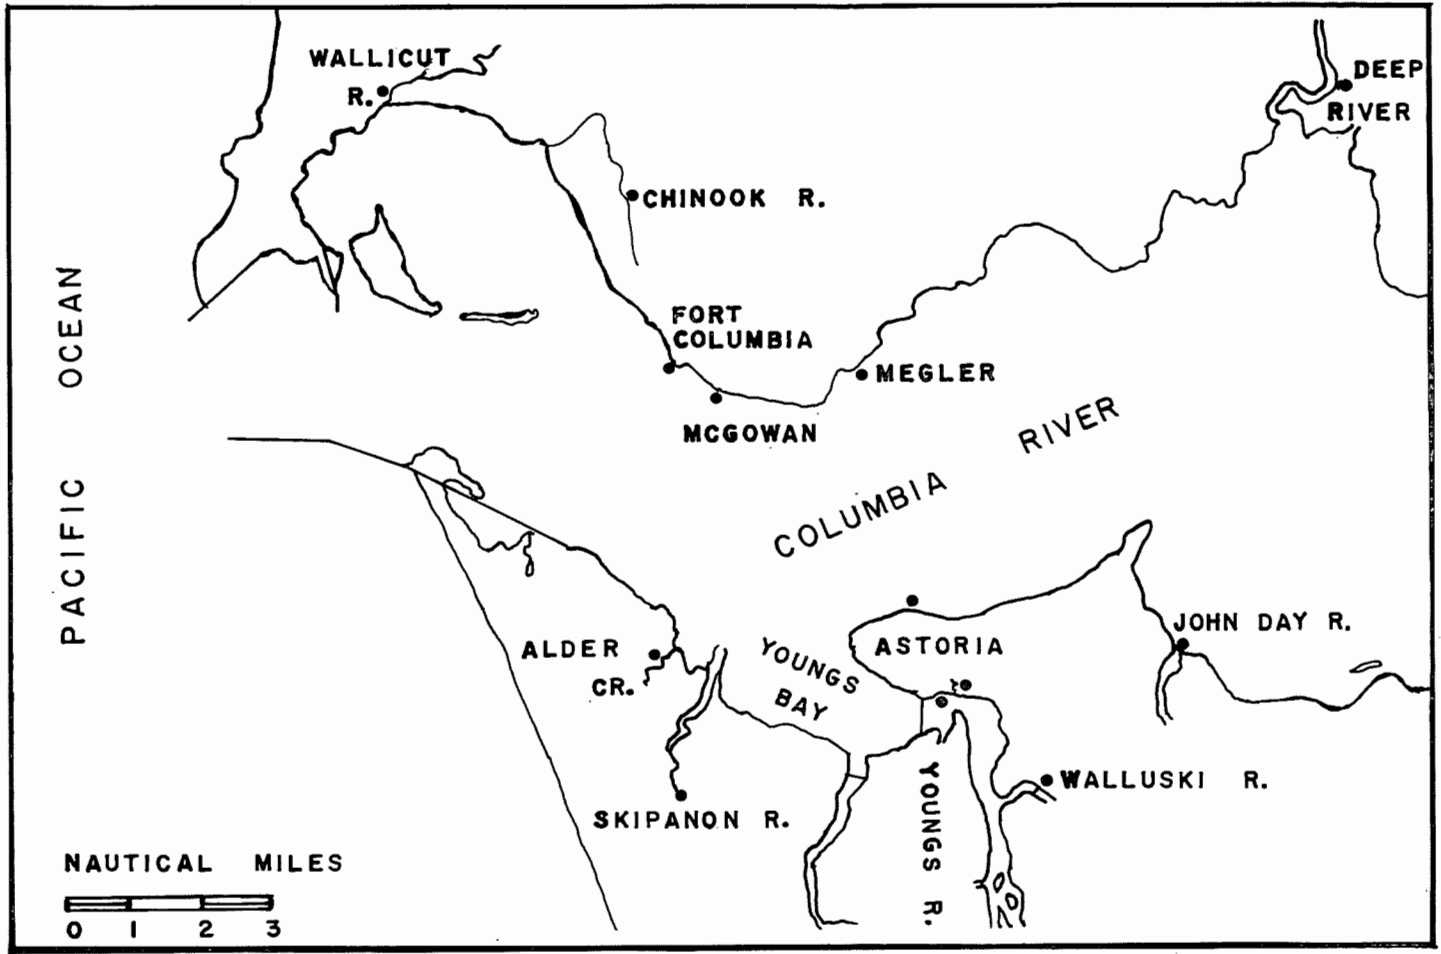 WALLICUT
R.
DEEP
RIVER
CHINOOK R.
FORT
COLUMBIA
MEGLER
MCGOWAN
COLUMBIA RIVER
PACIFIC OCEAN
ALDER
CR.
YOUNGS
BAY
ASTORIA
JOHN DAY R.
SKIPANON R.
YOUNGS R.
WALLUSKI R.
NAUTICAL MILES
0 1 2 3